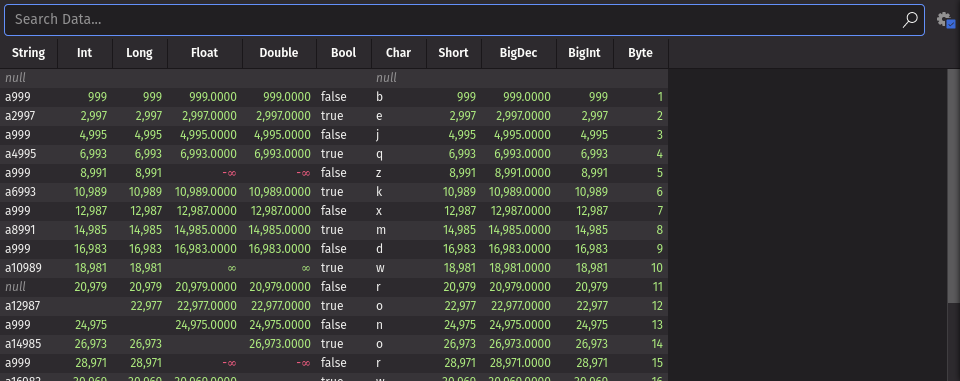 Search Data...
String Int Long Float Double Bool Char Short BigDec BigInt Byte
null null
a999 999 999 999.0000 999.0000 false b 999 999.0000 999 1
a2997 2,997 2,997 2,997.0000 2,997.0000 true e 2,997 2,997.0000 2,997 2
a999 4,995 4,995 4,995.0000 4,995.0000 false j 4,995 4,995.0000 4,995 3
a4995 6,993 6,993 6,993.0000 6,993.0000 true q 6,993 6,993.0000 6,993 4
a999 8,991 8,991 -∞ -∞ false z 8,991 8,991.0000 8,991 5
a6993 10,989 10,989 10,989.0000 10,989.0000 true k 10,989 10,989.0000 10,989 6
a999 12,987 12,987 12,987.0000 12,987.0000 false x 12,987 12,987.0000 12,987 7
a8991 14,985 14,985 14,985.0000 14,985.0000 true m 14,985 14,985.0000 14,985 8
a999 16,983 16,983 16,983.0000 16,983.0000 false d 16,983 16,983.0000 16,983 9
a10989 18,981 18,981 ∞ ∞ true w 18,981 18,981.0000 18,981 10
null 20,979 20,979 20,979.0000 20,979.0000 false r 20,979 20,979.0000 20,979 11
a12987 22,977 22,977.0000 22,977.0000 true o 22,977 22,977.0000 22,977 12
a999 24,975 24,975.0000 24,975.0000 false n 24,975 24,975.0000 24,975 13
a14985 26,973 26,973 26,973.0000 true o 26,973 26,973.0000 26,973 14
a999 28,971 28,971 -∞ -∞ false r 28,971 28,971.0000 28,971 15